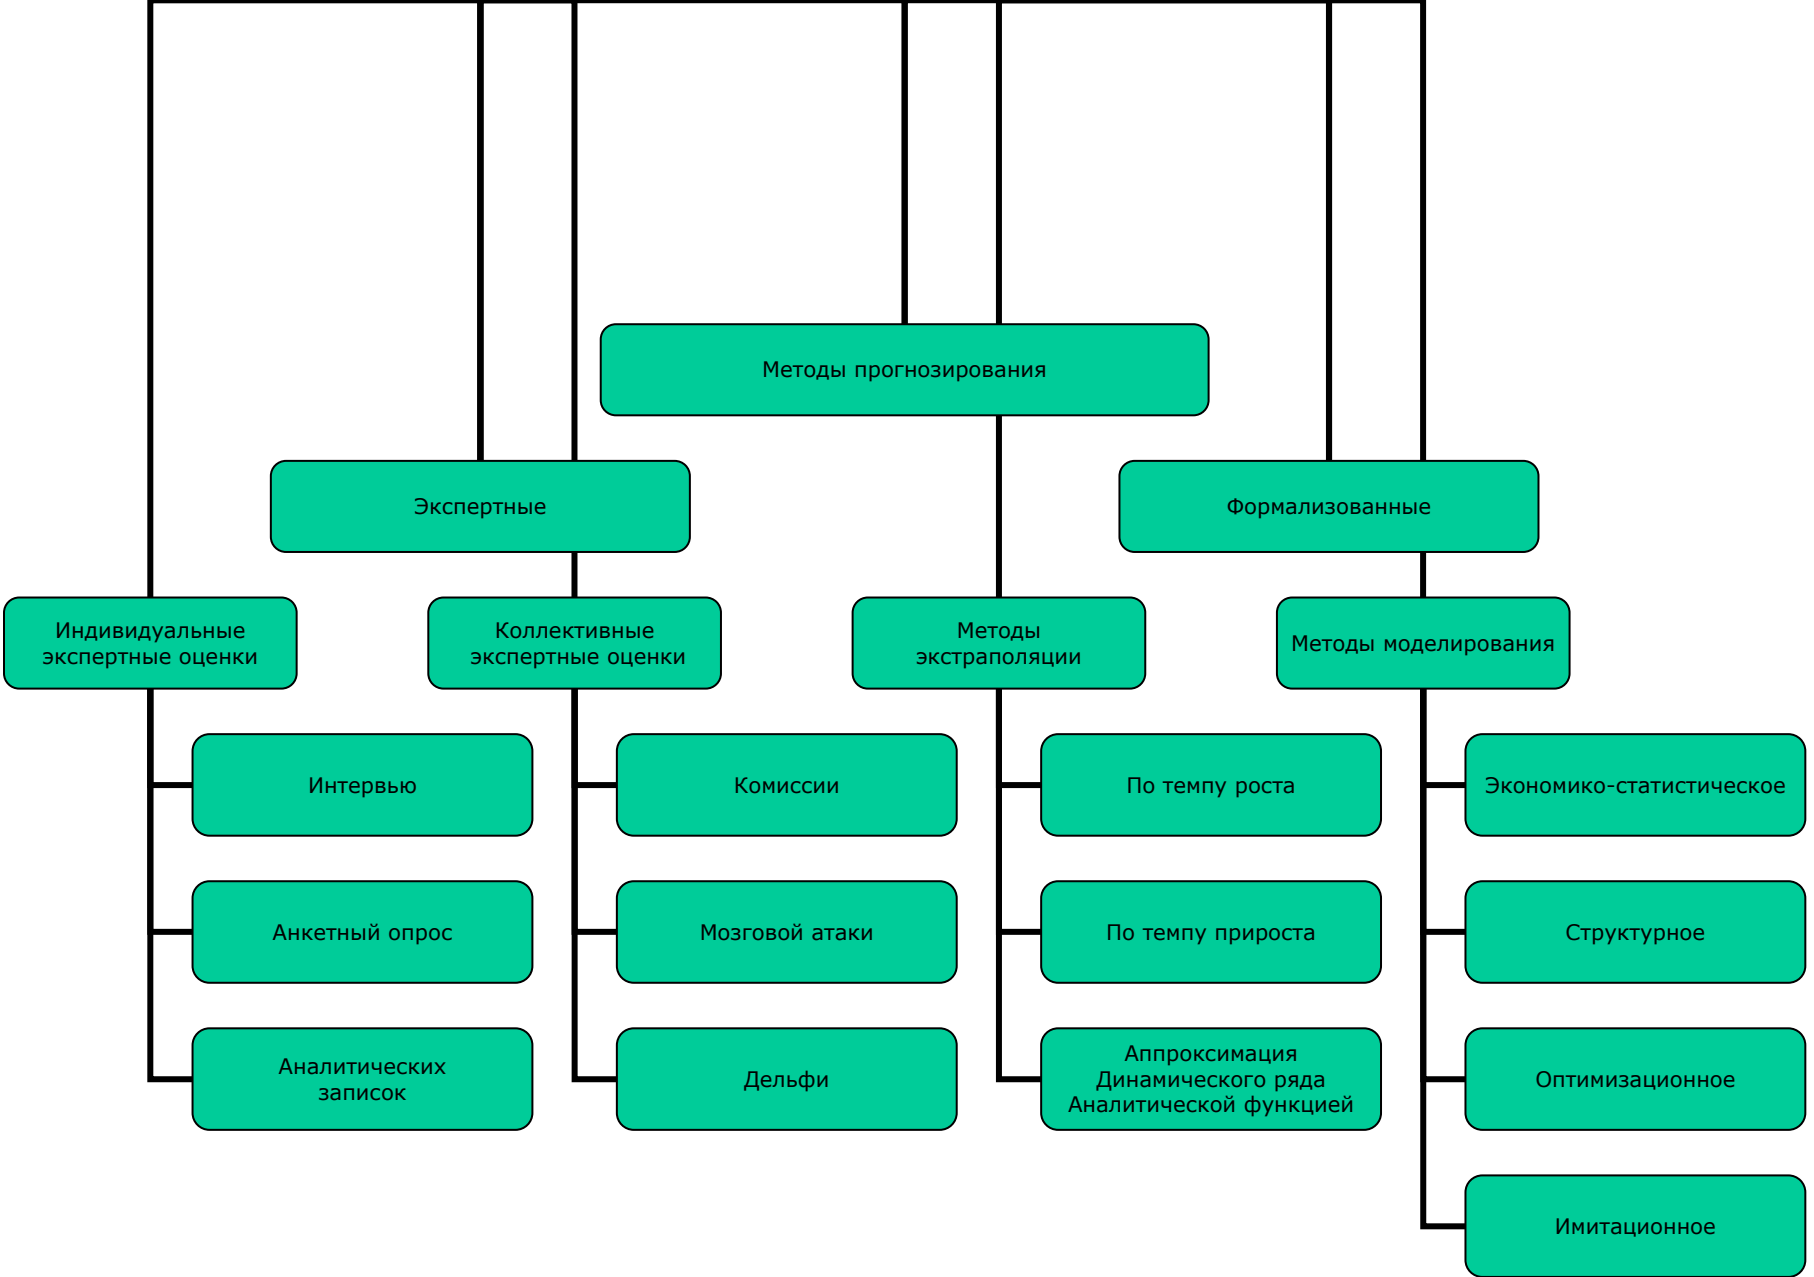 Методы прогнозирования
Экспертные
Формализованные
Индивидуальные
экспертные оценки
Коллективные
экспертные оценки
Методы
экстраполяции
Методы моделирования
Интервью
Комиссии
По темпу роста
Экономико-статистическое
Анкетный опрос
Мозговой атаки
По темпу прироста
Структурное
Аналитических
записок
Дельфи
Аппроксимация
Динамического ряда
Аналитической функцией
Оптимизационное
Имитационное